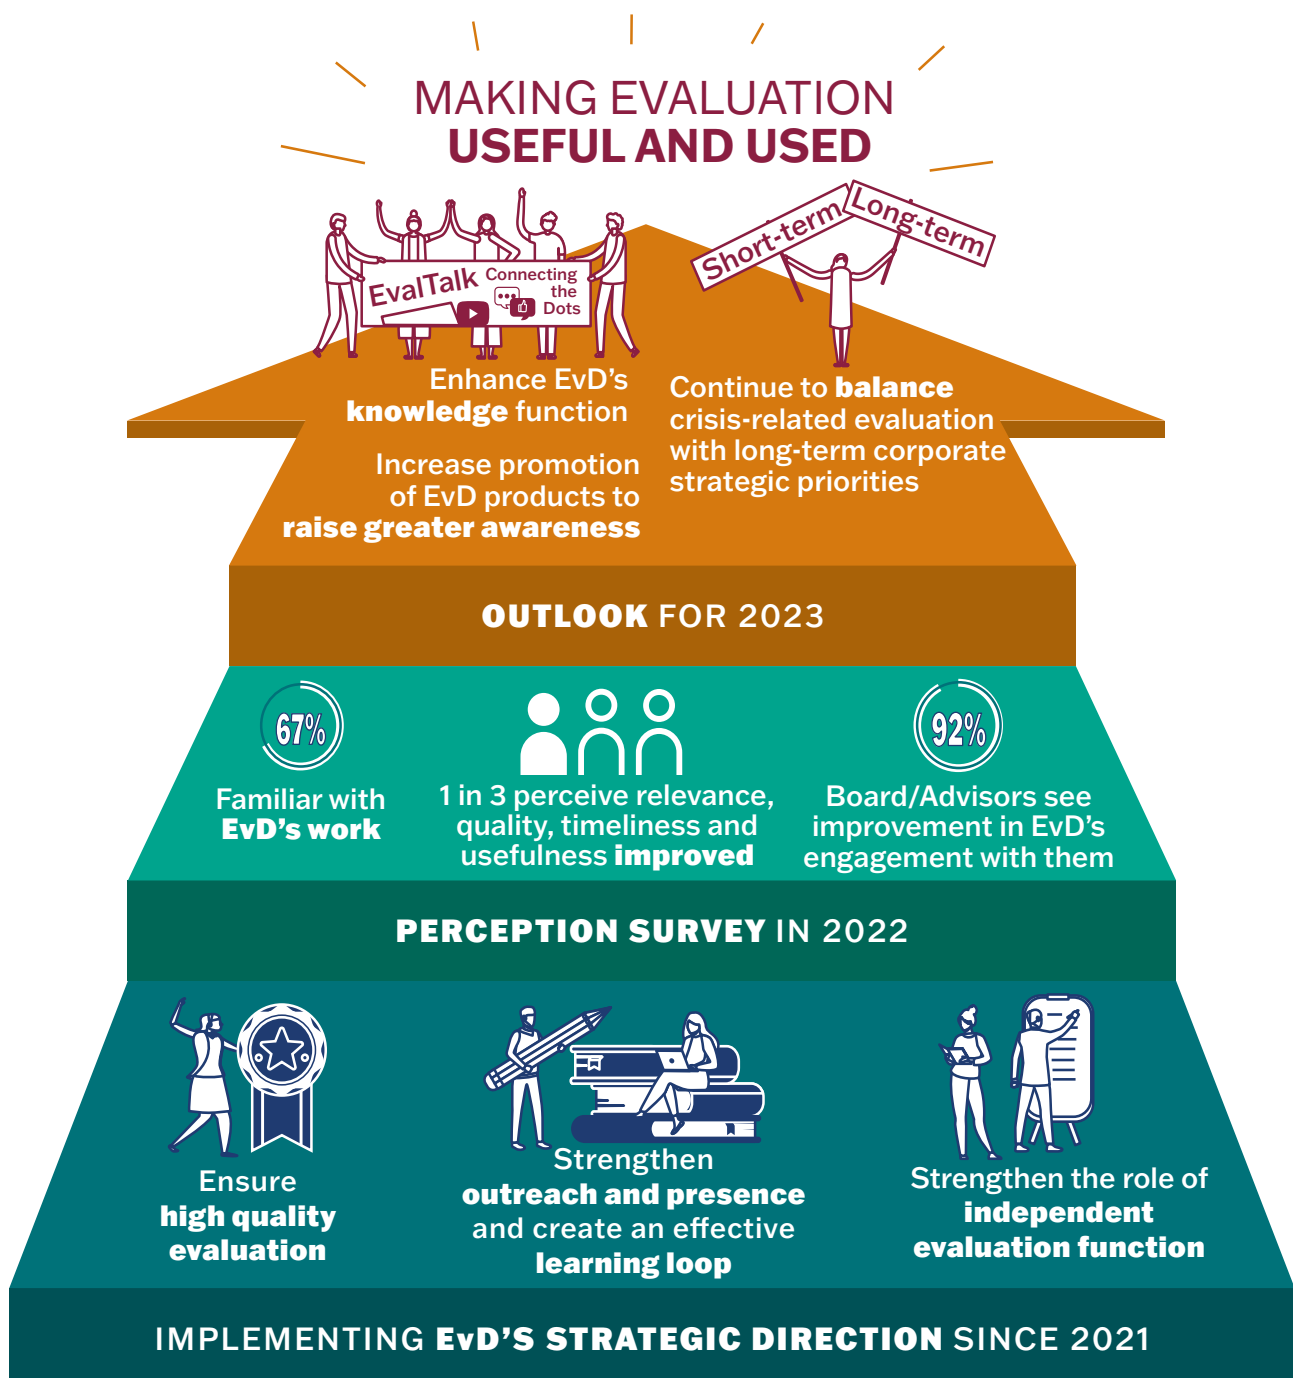 MAKING EVALUATION
USEFUL AND USED
EvalTalk
Connecting
the
Dots
Short-term
Long-term
Enhance EvD’s
knowledge function
Increase promotion
of EvD products to
raise greater awareness
Continue to balance
crisis-related evaluation
with long-term corporate
strategic priorities
OUTLOOK FOR 2023
67%
Familiar with
EvD’s work
1 in 3 perceive relevance,
quality, timeliness and
usefulness improved
92%
Board/Advisors see
improvement in EvD’s
engagement with them
PERCEPTION SURVEY IN 2022
Ensure
high quality
evaluation
Strengthen
outreach and presence
and create an effective
learning loop
Strengthen the role of
independent
evaluation function
IMPLEMENTING EvD’S STRATEGIC DIRECTION SINCE 2021